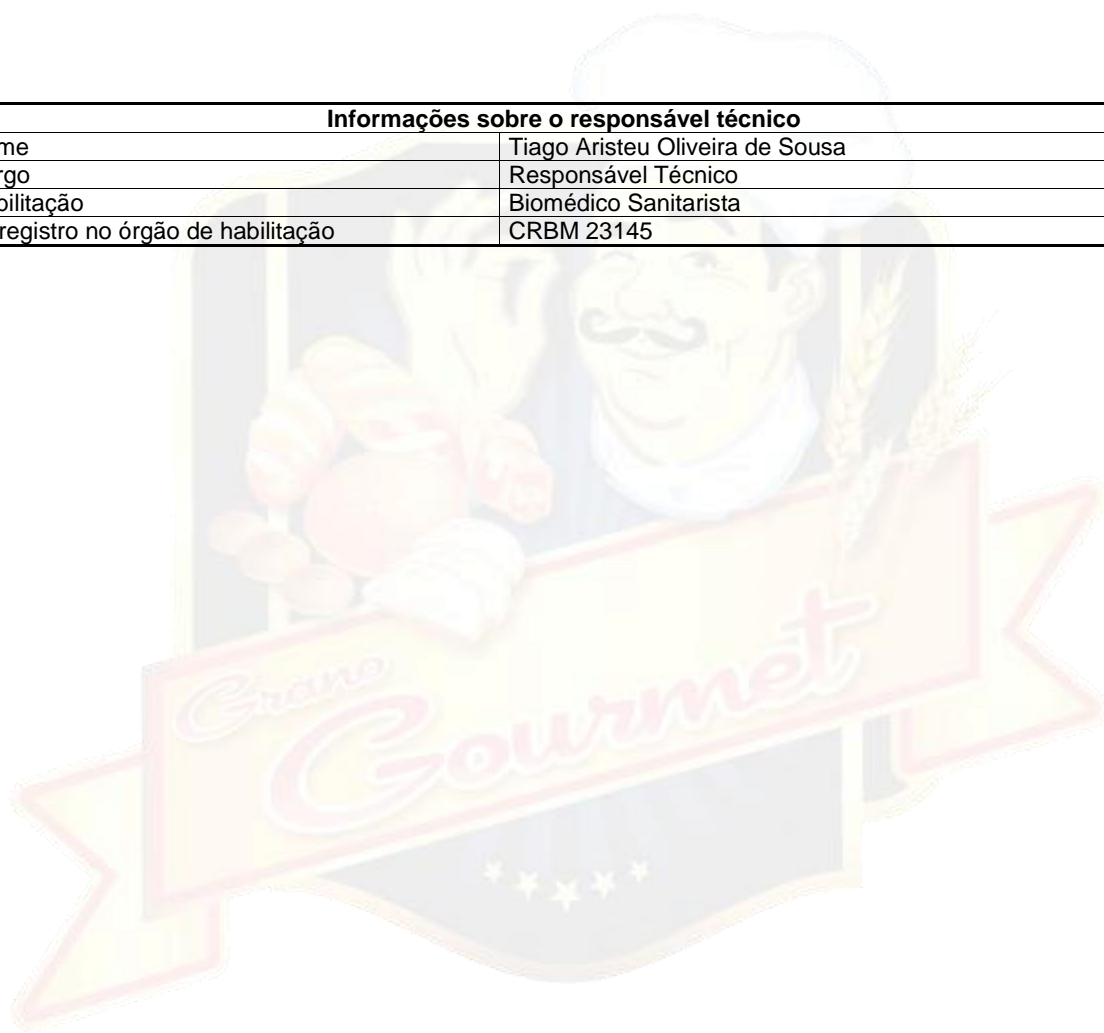 Informações sobre o responsável técnico
me Tiago Aristeu Oliveira de Sousa
rgo Responsável Técnico
bilitação Biomédico Sanitarista
registro no órgão de habilitação CRBM 23145
Grano
Gourmet